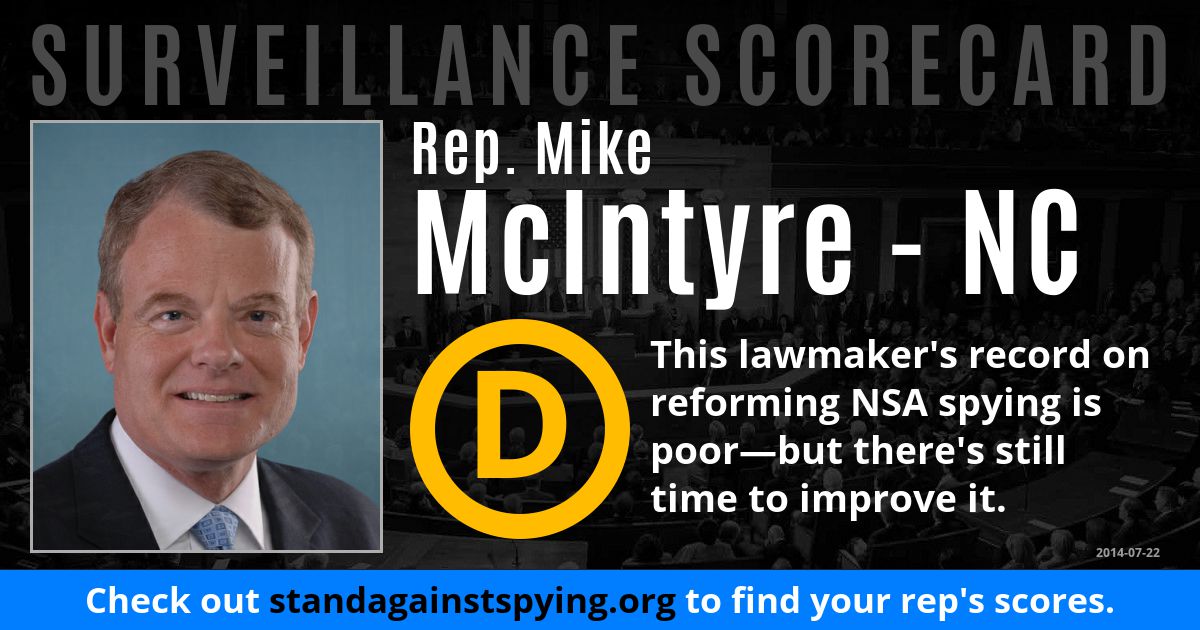 SURVEILLANCE SCORECARD
Rep. Mike
McIntyre - NC
D
This lawmaker's record on
reforming NSA spying is
poor—but there's still
time to improve it.
2014-07-22
Check out standagainstspying.org to find your rep's scores.